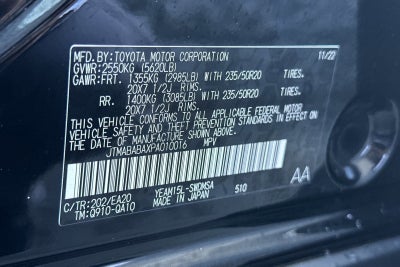 MFD. BY: TOYOTA MOTOR CORPORATION 11/22
GVWR: 2550KG (5620LB)
GAWR: FRT. 1355KG (2985LB) WITH 235/50R20 TIRES.
20X7 1/2J RIMS.
RR. 1400KG (3085LB) WITH 235/50R20 TIRES.
20X7 1/2J RIMS.
THIS VEHICLE CONFORMS TO ALL APPLICABLE FEDERAL MOTOR
VEHICLE SAFETY AND THEFT PREVENTION STANDARDS IN EFFECT ON
THE DATE OF MANUFACTURE SHOWN ABOVE.
JTMABABAXPA010016 MPV
C/TR: 202/EA20 YEAM15L-SWDMSA 510 AA
TM: Q910-QA10 MADE IN JAPAN